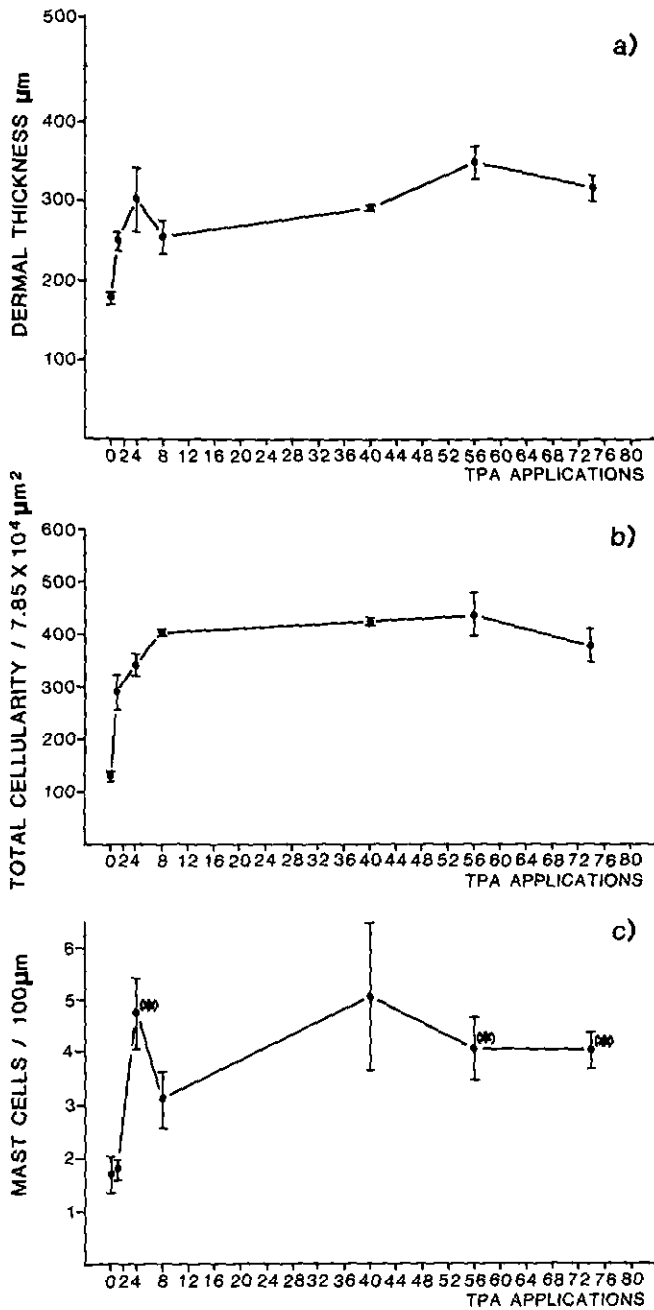 a)
DERMAL THICKNESS µm
500
400
300
200
100
0 2 4 8 12 16 20 24 28 32 36 40 44 48 52 56 60 64 68 72 76 80
TPA APPLICATIONS
b)
TOTAL CELLULARITY / 7.85 X 10⁴ µm²
600
500
400
300
200
100
0 2 4 8 12 16 20 24 28 32 36 40 44 48 52 56 60 64 68 72 76 80
TPA APPLICATIONS
c)
MAST CELLS / 100µm
6
5
4
3
2
1
(*)
(*)
(*)
0 2 4 8 12 16 20 24 28 32 36 40 44 48 52 56 60 64 68 72 76 80
TPA APPLICATIONS